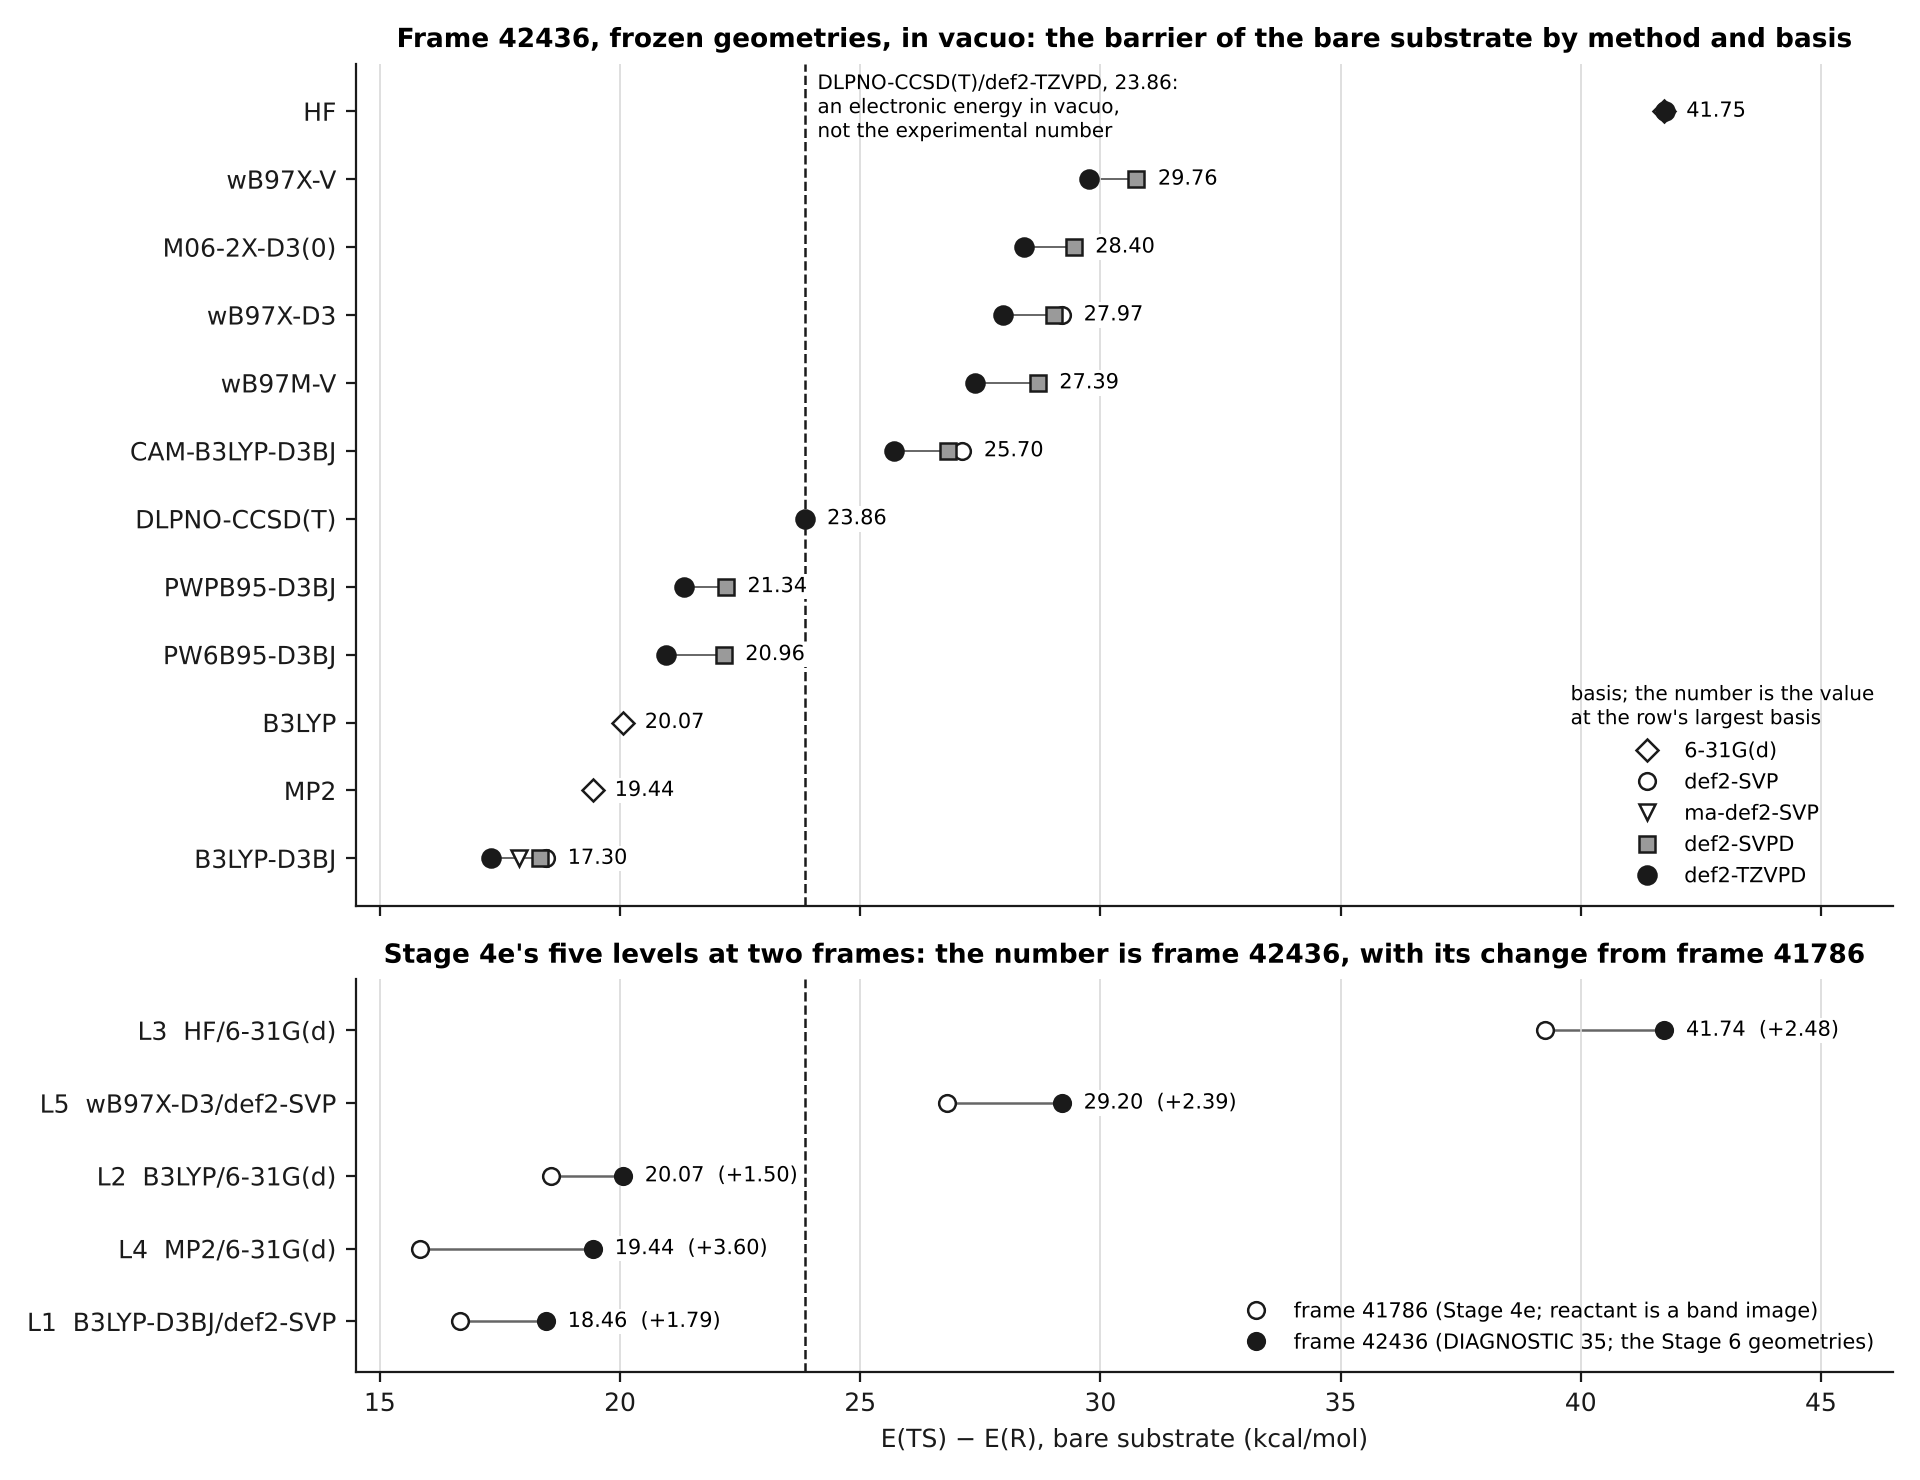 Frame 42436, frozen geometries, in vacuo: the barrier of the bare substrate by method and basis
DLPNO-CCSD(T)/def2-TZVPD, 23.86:
an electronic energy in vacuo,
not the experimental number
HF 41.75
wB97X-V 29.76
M06-2X-D3(0) 28.40
wB97X-D3 27.97
wB97M-V 27.39
CAM-B3LYP-D3BJ 25.70
DLPNO-CCSD(T) 23.86
PWPB95-D3BJ 21.34
PW6B95-D3BJ 20.96
B3LYP 20.07
MP2 19.44
B3LYP-D3BJ 17.30
basis; the number is the value
at the row's largest basis
6-31G(d)
def2-SVP
ma-def2-SVP
def2-SVPD
def2-TZVPD
Stage 4e's five levels at two frames: the number is frame 42436, with its change from frame 41786
L3 HF/6-31G(d) 41.74 (+2.48)
L5 wB97X-D3/def2-SVP 29.20 (+2.39)
L2 B3LYP/6-31G(d) 20.07 (+1.50)
L4 MP2/6-31G(d) 19.44 (+3.60)
L1 B3LYP-D3BJ/def2-SVP 18.46 (+1.79)
frame 41786 (Stage 4e; reactant is a band image)
frame 42436 (DIAGNOSTIC 35; the Stage 6 geometries)
15 20 25 30 35 40 45
E(TS) − E(R), bare substrate (kcal/mol)